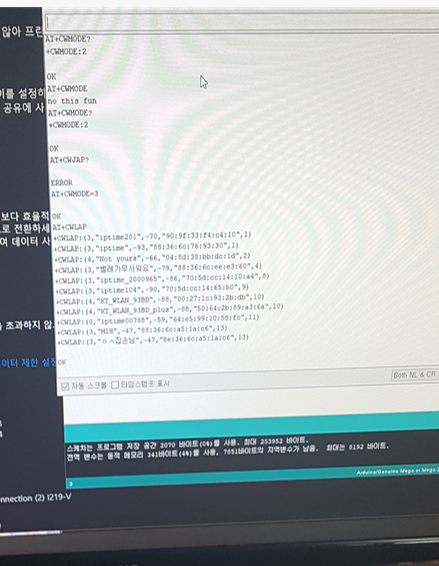 않아 프린
AT+CWMODE?
+CWMODE:2
OK
AT+CWMODE
no this fun
AT+CWMODE?
+CWMODE:2
OK
AT+CWJAP?
ERROR
AT+CWMODE=3
OK
AT+CWLAP
+CWLAP:(3,"iptime201",-70,"90:9f:33:f4:c4:10",1)
+CWLAP:(3,"iptime",-93,"88:36:6c:76:93:30",1)
+CWLAP:(4,"Not yours",-66,"04:8d:38:bb:dc:1d",2)
+CWLAP:(3,"벌레가무서워요",-79,"88:36:6c:ee:e3:60",4)
+CWLAP:(3,"iptime_2000965",-86,"70:5d:cc:14:10:a4",8)
+CWLAP:(3,"iptime104",-90,"70:5d:cc:14:65:b0",9)
+CWLAP:(4,"KT_WLAN_93BD",-88,"00:27:1c:93:2b:db",10)
+CWLAP:(4,"KT_WLAN_93BD_plus",-88,"50:64:2b:89:a3:6a",10)
+CWLAP:(0,"iptime00788",-59,"64:e5:99:10:58:fc",11)
+CWLAP:(3,"MIH",-47,"88:36:6c:a5:1a:c6",13)
+CWLAP:(3,"ㅁㅅ집손님",-47,"8e:36:6c:a5:1a:c6",13)
OK
이를 설정히
공유에 사
보다 효율적
로 전환하세
여 데이터 사
초과하지 않
데이터 제한 설정
자동 스크롤 타임스탬프 표시
Both NL & CR
스케치는 프로그램 저장 공간 2070 바이트(0%)를 사용. 최대 253952 바이트.
전역 변수는 동적 메모리 341바이트(4%)를 사용, 7851바이트의 지역변수가 남음. 최대는 8192 바이트.
3
Arduino/Genuino Mega or Mega 2
nnection (2) I219-V